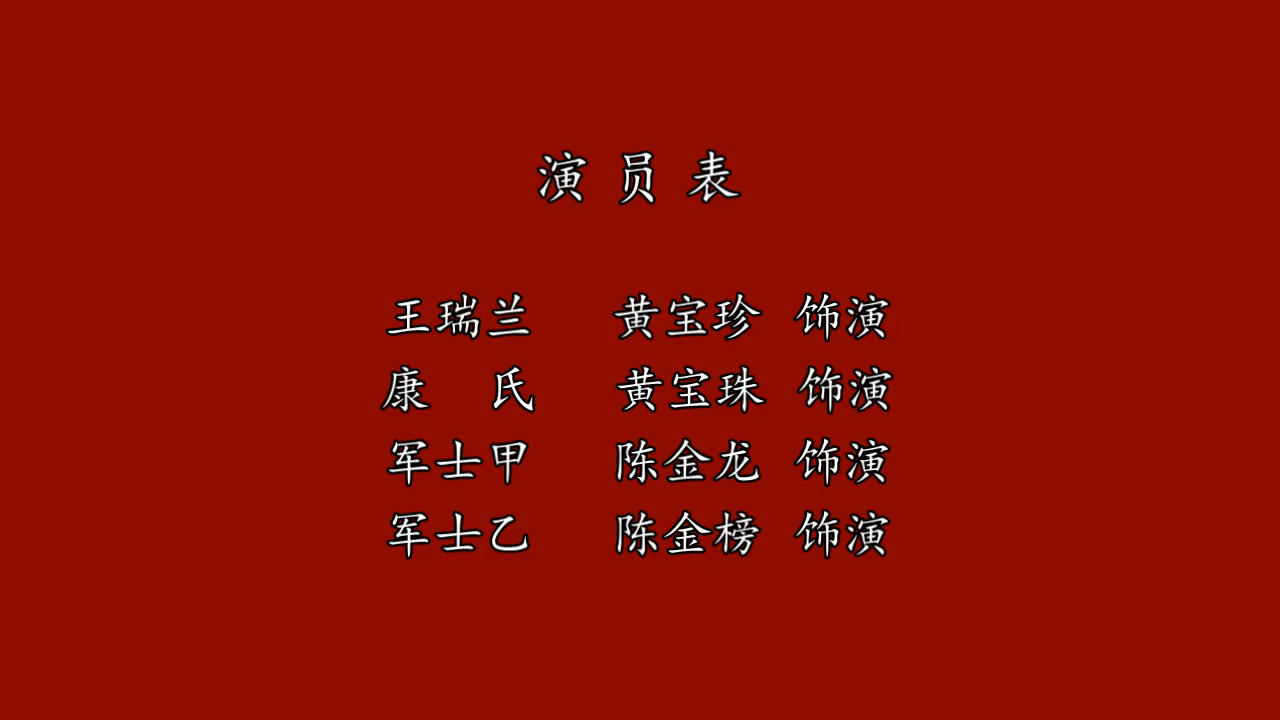 演 员 表
王瑞兰 黄宝珍 饰演
康 氏 黄宝珠 饰演
军士甲 陈金龙 饰演
军士乙 陈金榜 饰演